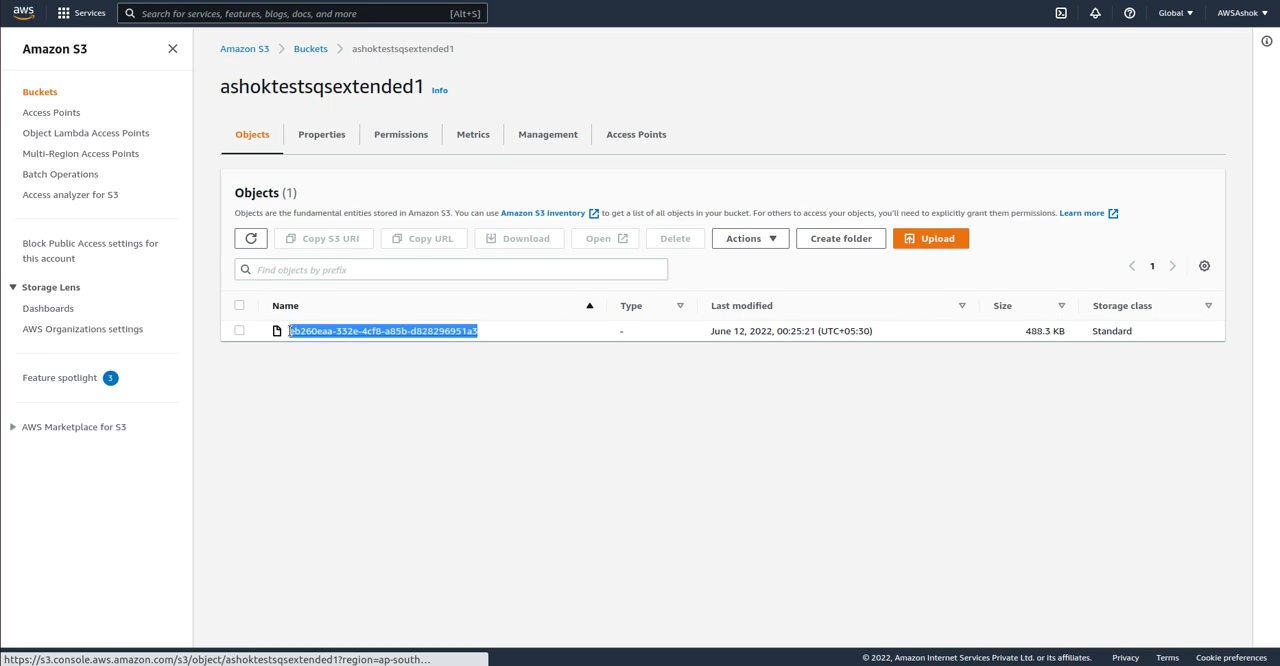 aws Services Search for services, features, blogs, docs, and more [Alt+S] Global ▼ AWSAshok ▼
Amazon S3
Buckets
Access Points
Object Lambda Access Points
Multi-Region Access Points
Batch Operations
Access analyzer for S3
Block Public Access settings for
this account
Storage Lens
Dashboards
AWS Organizations settings
Feature spotlight 3
AWS Marketplace for S3
Amazon S3 > Buckets > ashoktestsqsextended1
ashoktestsqsextended1 Info
Objects Properties Permissions Metrics Management Access Points
Objects (1)
Objects are the fundamental entities stored in Amazon S3. You can use Amazon S3 inventory to get a list of all objects in your bucket. For others to access your objects, you'll need to explicitly grant them permissions. Learn more
Copy S3 URI Copy URL Download Open Delete Actions ▼ Create folder Upload
Find objects by prefix 1
Name Type Last modified Size Storage class
eb260eaa-332e-4cf8-a85b-d828296951a3 - June 12, 2022, 00:25:21 (UTC+05:30) 488.3 KB Standard
https://s3.console.aws.amazon.com/s3/object/ashoktestsqsextended1?region=ap-south... © 2022, Amazon Internet Services Private Ltd. or its affiliates. Privacy Terms Cookie preferences